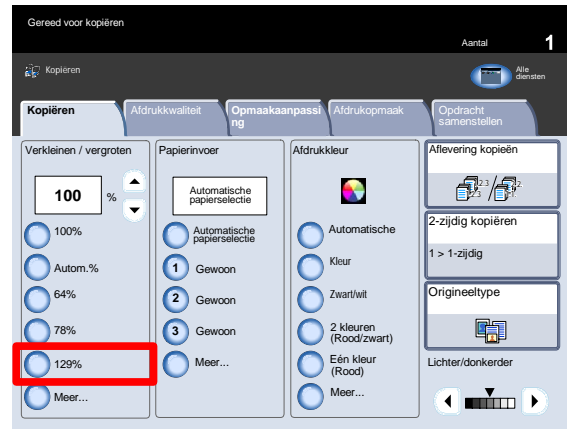 Gereed voor kopiëren
Aantal 1
Kopiëren
Alle
diensten
Kopiëren
Afdrukkwaliteit
Opmaakaanpassi
ng
Afdrukopmaak
Opdracht
samenstellen
Verkleinen / vergroten
100 %
100%
Autom.%
64%
78%
129%
Meer...
Papierinvoer
Automatische
papierselectie
Automatische
papierselectie
1 Gewoon
2 Gewoon
3 Gewoon
Meer...
Afdrukkleur
Automatische
Kleur
Zwart/wit
2 kleuren
(Rood/zwart)
Eén kleur
(Rood)
Meer...
Aflevering kopieën
2-zijdig kopiëren
1 > 1-zijdig
Origineeltype
Lichter/donkerder